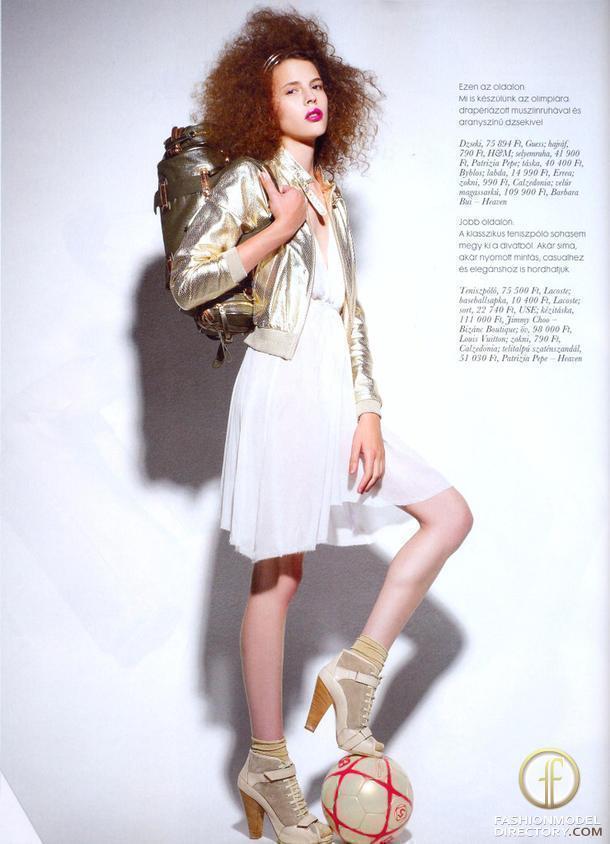 Ezen az oldalon
Mi is készülünk az olimpiára
drapériázott muszlinruhával és
aranyszínű dzsekivel
Dzseki, 75 894 Ft, Guess; hajráf,
790 Ft, H&M; selyemruha, 41 900
Ft, Patrizia Pepe; táska, 40 400 Ft,
Byblos; labda, 14 990 Ft, Errea;
zokni, 990 Ft, Calzedonia; velúr
magassarkú, 109 900 Ft, Barbara
Bui – Heaven
Jobb oldalon:
A klasszikus teniszpóló sohasem
megy ki a divatból. Akár sima,
akár nyomott mintás, casualhez
és elegánshoz is hordhatjuk
Teniszpóló, 75 500 Ft, Lacoste;
baseballsapka, 10 400 Ft, Lacoste;
sort, 22 740 Ft, USE; kézitáska,
111 000 Ft, Jimmy Choo –
Bizánc Boutique; öv, 98 000 Ft,
Louis Vuitton; zokni, 790 Ft,
Calzedonia; telitalpú szaténszandál,
51 030 Ft, Patrizia Pepe – Heaven
f
FASHIONMODEL
DIRECTORY.COM